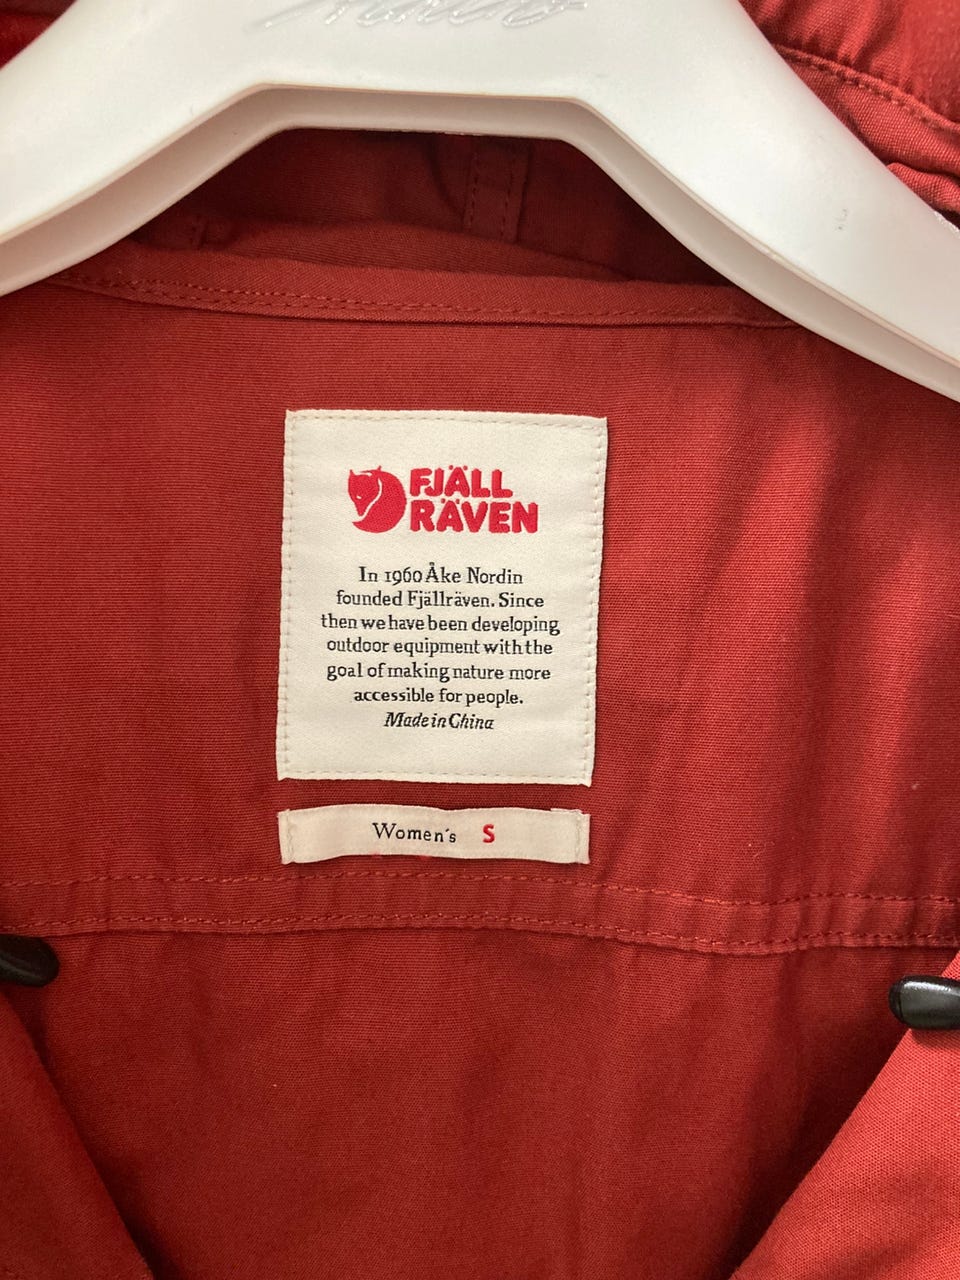 FJÄLL
RÄVEN
In 1960 Åke Nordin
founded Fjällräven. Since
then we have been developing
outdoor equipment with the
goal of making nature more
accessible for people.
Made in China
Women's S